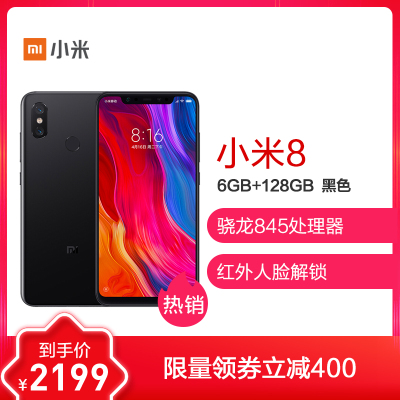 mi 小米
8:16
小米8
6GB+128GB 黑色
骁龙845处理器
红外人脸解锁
mi
热销
到手价
¥2199
限量领券立减400